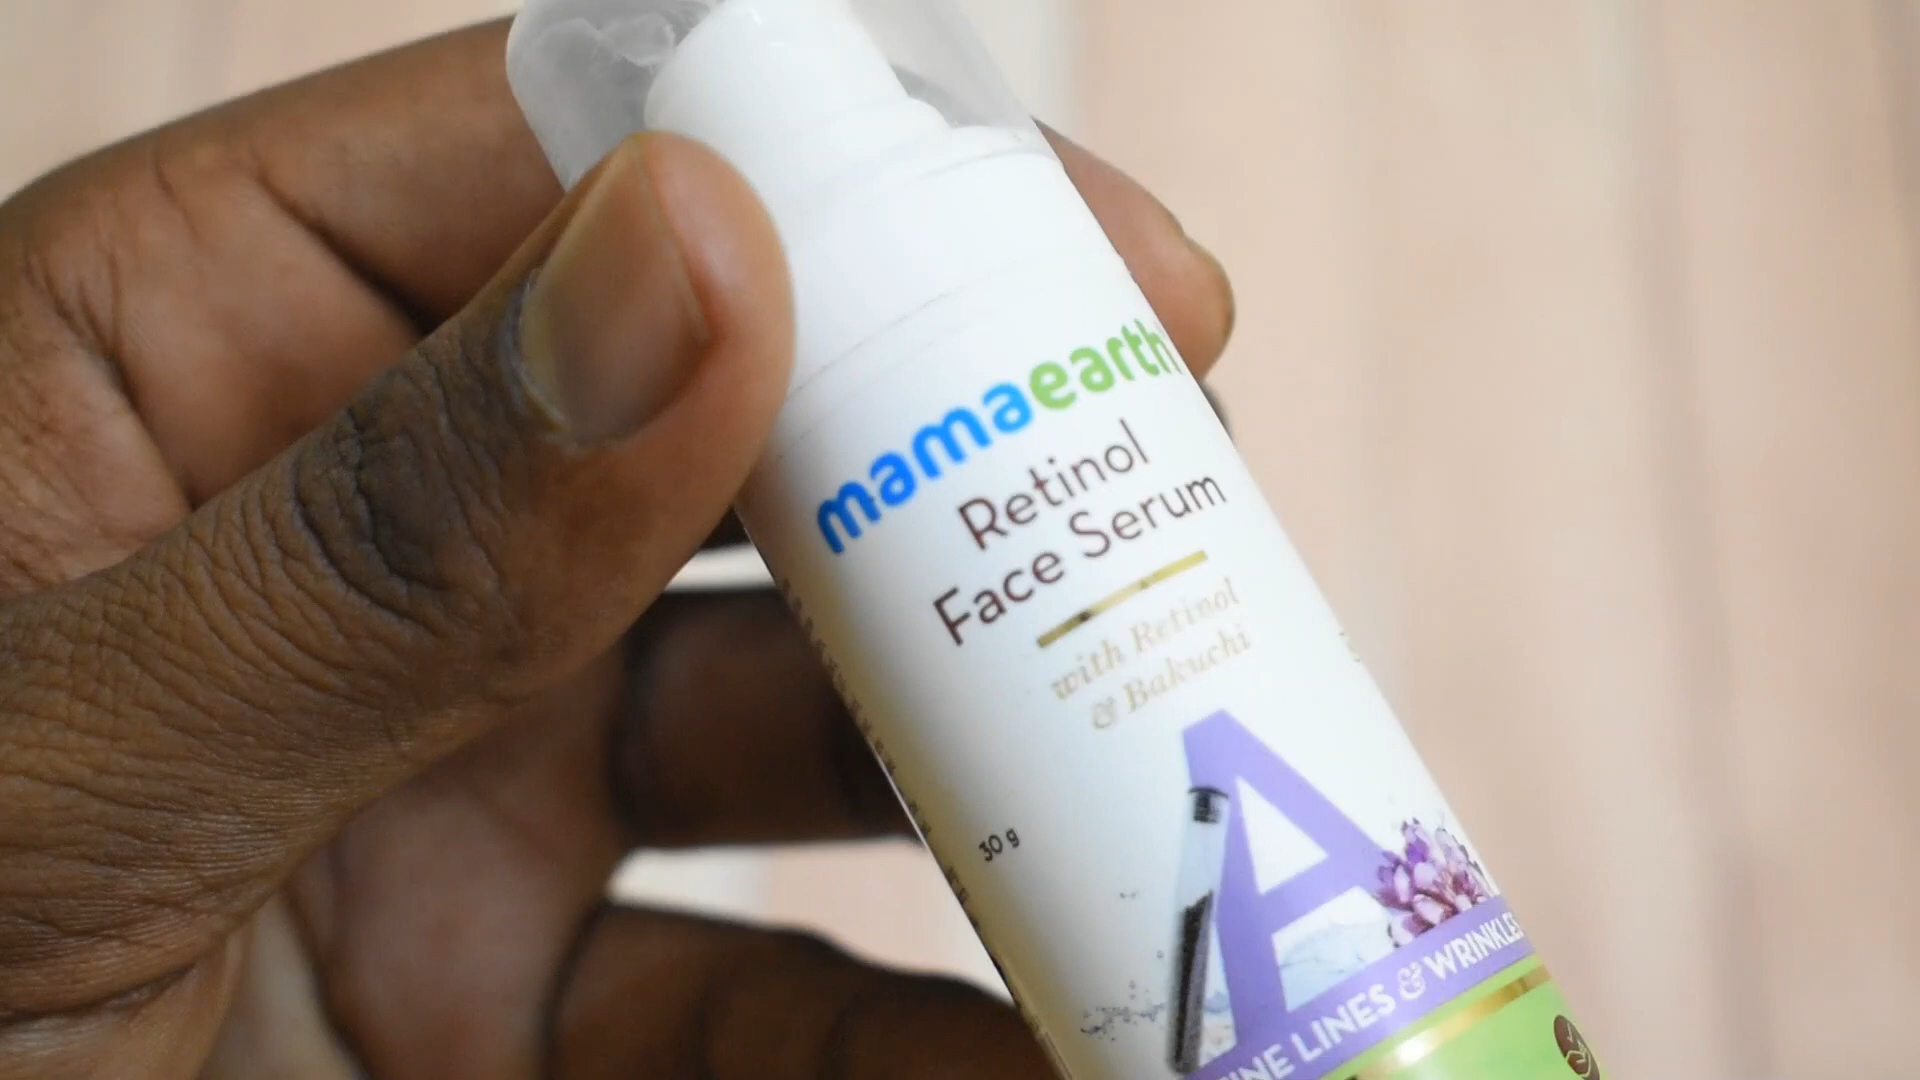 mamaearth
Retinol
Face Serum
with Retinol
& Bakuchi
30 g
A
FINE LINES & WRINKLES